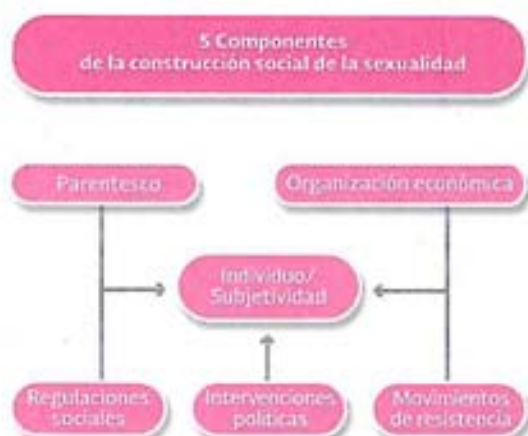 5 Componentes
de la construcción social de la sexualidad
Parentesco
Organización económica
Individuo/
Subjetividad
Regulaciones
sociales
Intervenciones
políticas
Movimientos
de resistencia